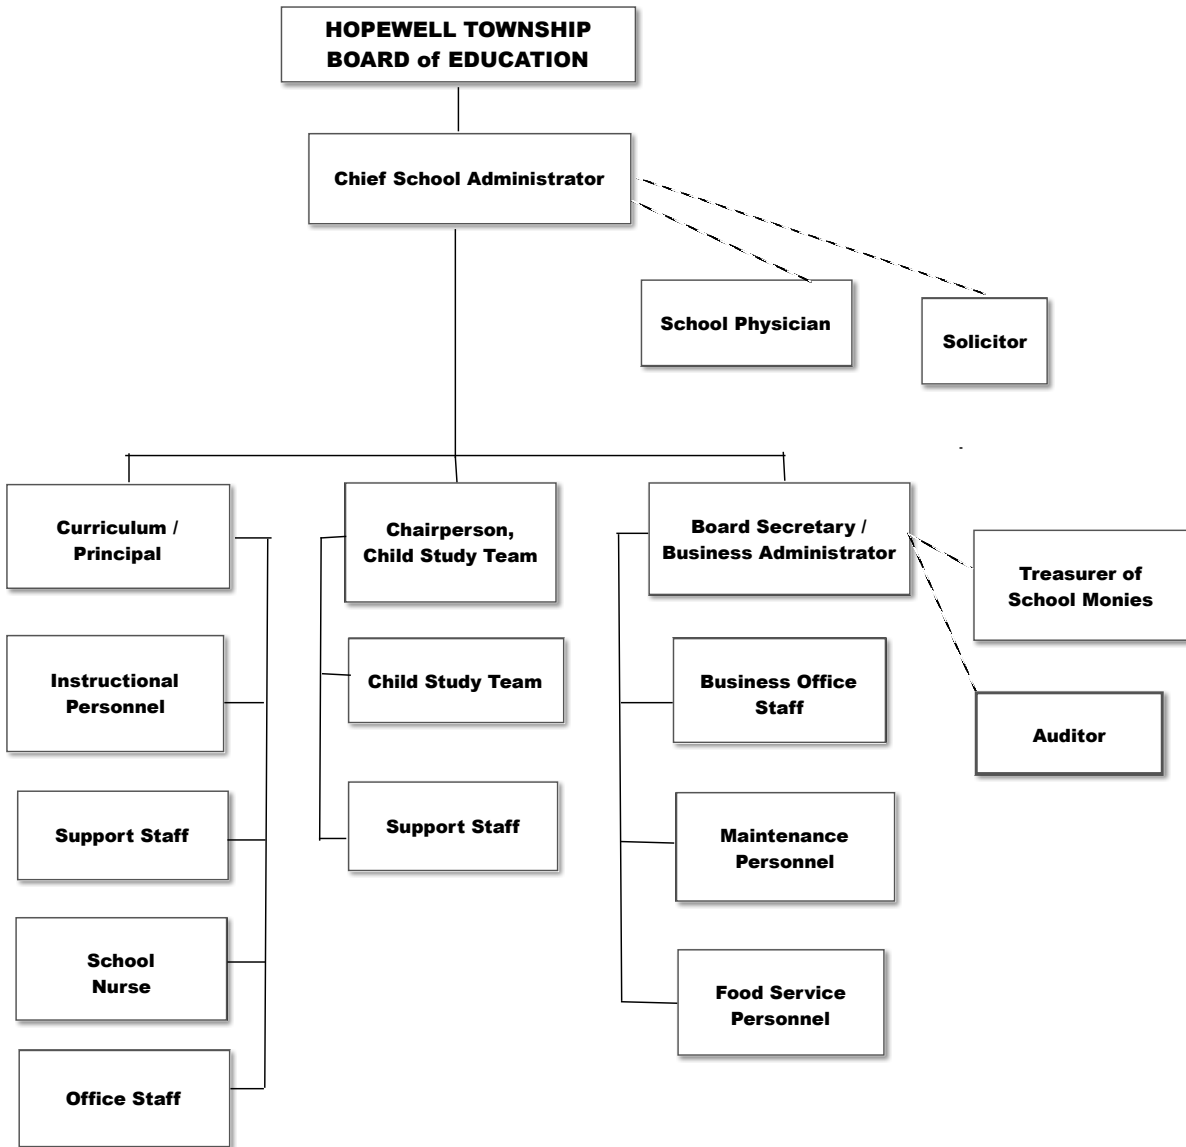 HOPEWELL TOWNSHIP
BOARD of EDUCATION
Chief School Administrator
School Physician
Solicitor
Curriculum /
Principal
Chairperson,
Child Study Team
Board Secretary /
Business Administrator
Treasurer of
School Monies
Instructional
Personnel
Child Study Team
Business Office
Staff
Auditor
Support Staff
Support Staff
Maintenance
Personnel
School
Nurse
Food Service
Personnel
Office Staff